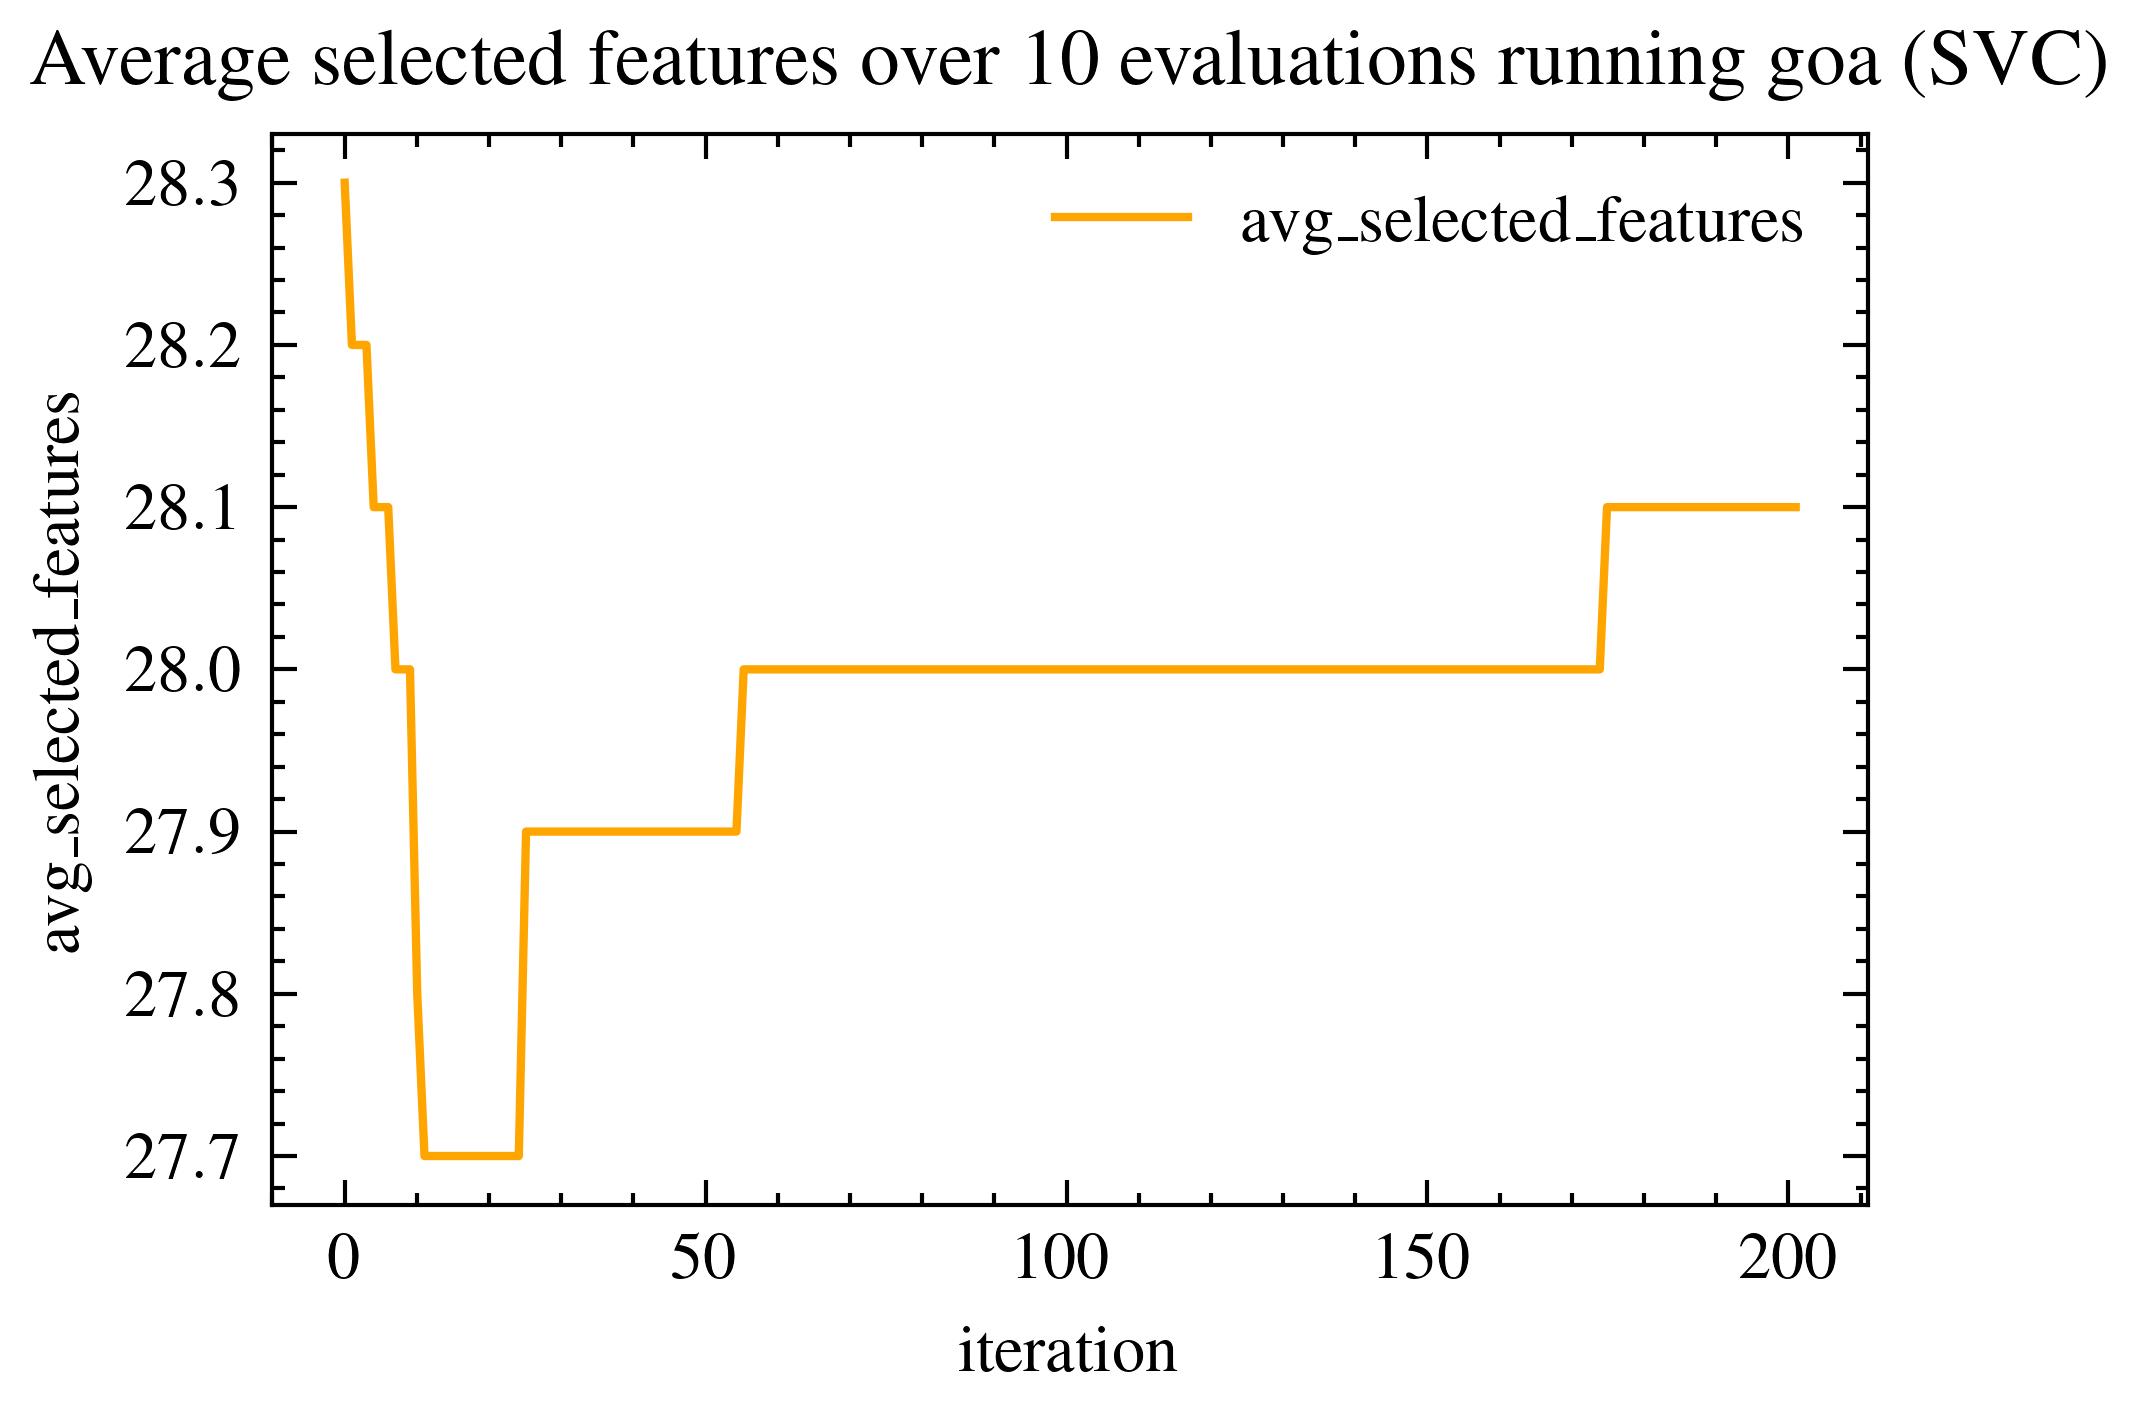 Average selected features over 10 evaluations running goa (SVC)
avg_selected_features
28.3
28.2
28.1
28.0
27.9
27.8
27.7
avg_selected_features
0 50 100 150 200
iteration